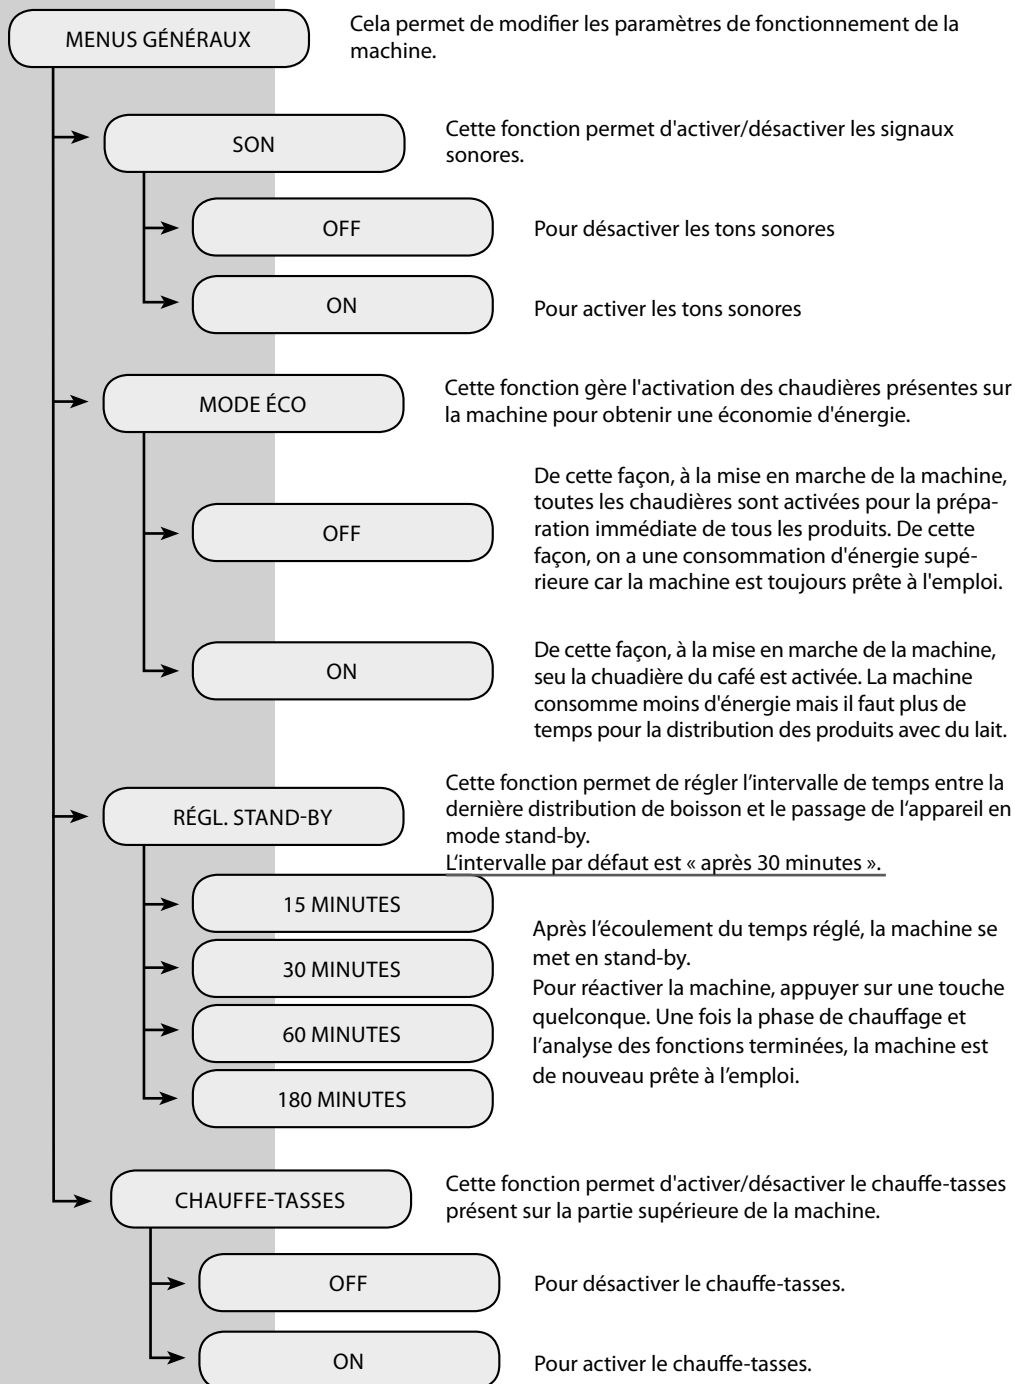 MENUS GÉNÉRAUX
Cela permet de modifier les paramètres de fonctionnement de la
machine.
SON
Cette fonction permet d'activer/désactiver les signaux
sonores.
OFF
Pour désactiver les tons sonores
ON
Pour activer les tons sonores
MODE ÉCO
Cette fonction gère l'activation des chaudières présentes sur
la machine pour obtenir une économie d'énergie.
OFF
De cette façon, à la mise en marche de la machine,
toutes les chaudières sont activées pour la prépa-
ration immédiate de tous les produits. De cette
façon, on a une consommation d'énergie supé-
rieure car la machine est toujours prête à l'emploi.
ON
De cette façon, à la mise en marche de la machine,
seu la chuadière du café est activée. La machine
consomme moins d'énergie mais il faut plus de
temps pour la distribution des produits avec du lait.
RÉGL. STAND-BY
Cette fonction permet de régler l’intervalle de temps entre la
dernière distribution de boisson et le passage de l‘appareil en
mode stand-by.
L‘intervalle par défaut est « après 30 minutes ».
15 MINUTES
30 MINUTES
60 MINUTES
180 MINUTES
Après l’écoulement du temps réglé, la machine se
met en stand-by.
Pour réactiver la machine, appuyer sur une touche
quelconque. Une fois la phase de chauffage et
l’analyse des fonctions terminées, la machine est
de nouveau prête à l’emploi.
CHAUFFE-TASSES
Cette fonction permet d'activer/désactiver le chauffe-tasses
présent sur la partie supérieure de la machine.
OFF
Pour désactiver le chauffe-tasses.
ON
Pour activer le chauffe-tasses.